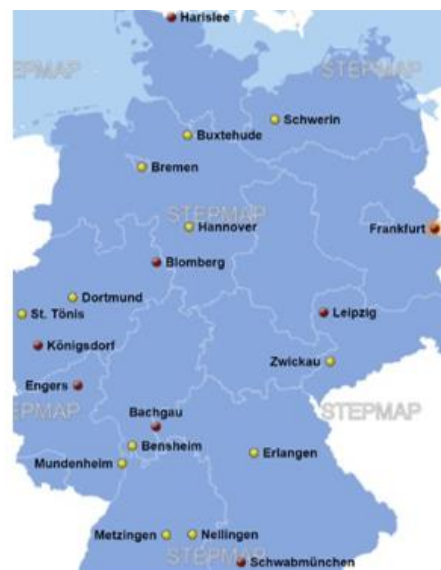 Harislee
STEPMAP
STEPMAP
Schwerin
Buxtehude
Bremen
STEPMAP
Hannover
Frankfurt
Blomberg
Dortmund
St. Tönis
Leipzig
Königsdorf
Zwickau
Engers
STEPMAP
STEPMAP
Bachgau
Bensheim
Erlangen
Mundenheim
Metzingen
Nellingen
STEPMAP
Schwabmünchen